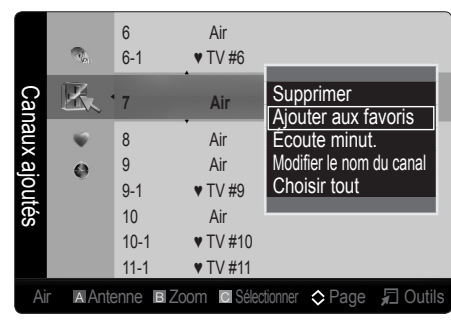 Canaux ajoutés
6 Air
6-1 ♥ TV #6
7 Air
8 Air
9 Air
9-1 ♥ TV #9
10 Air
10-1 ♥ TV #10
11-1 ♥ TV #11
Supprimer
Ajouter aux favoris
Écoute minut.
Modifier le nom du canal
Choisir tout
Air A Antenne B Zoom C Sélectionner Page Outils